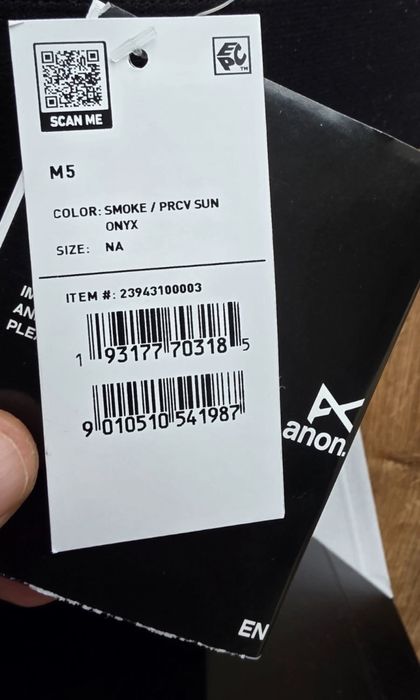 EPC™
SCAN ME
M5
COLOR: SMOKE / PRCV SUN
ONYX
SIZE: NA
ITEM #: 23943100003
1 93177 70318 5
9 010510 541987
anon.
EN